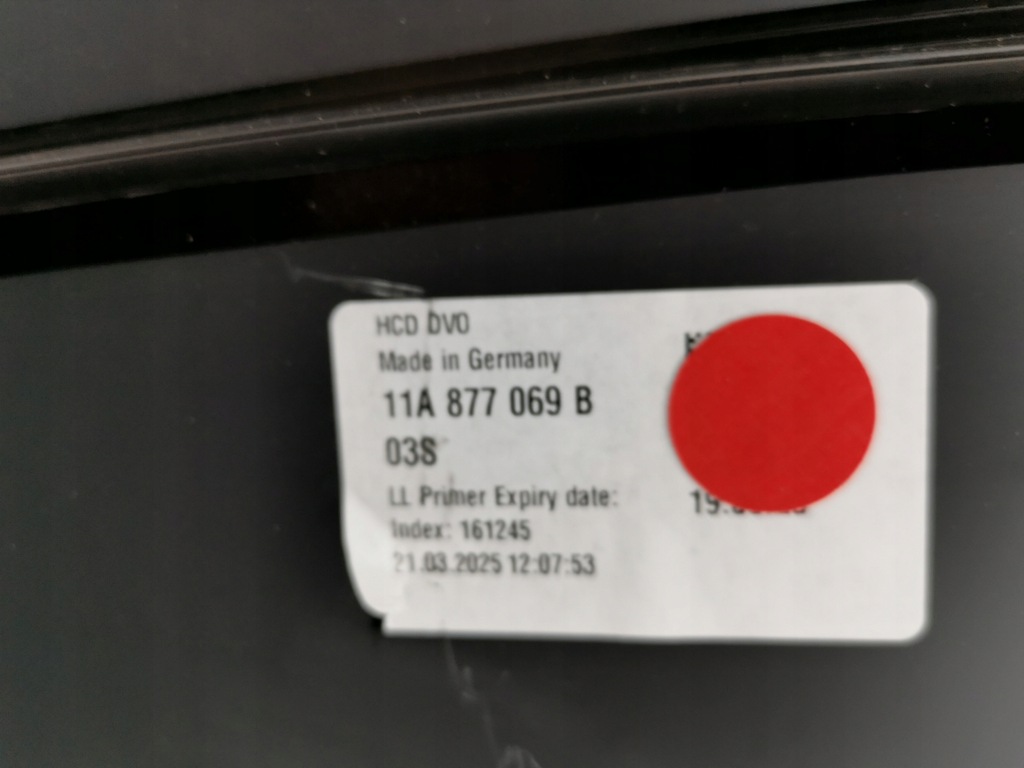 HCD DVO
Made in Germany
11A 877 069 B
03S
LL Primer Expiry date:
Index: 161245
21.03.2025 12:07:53